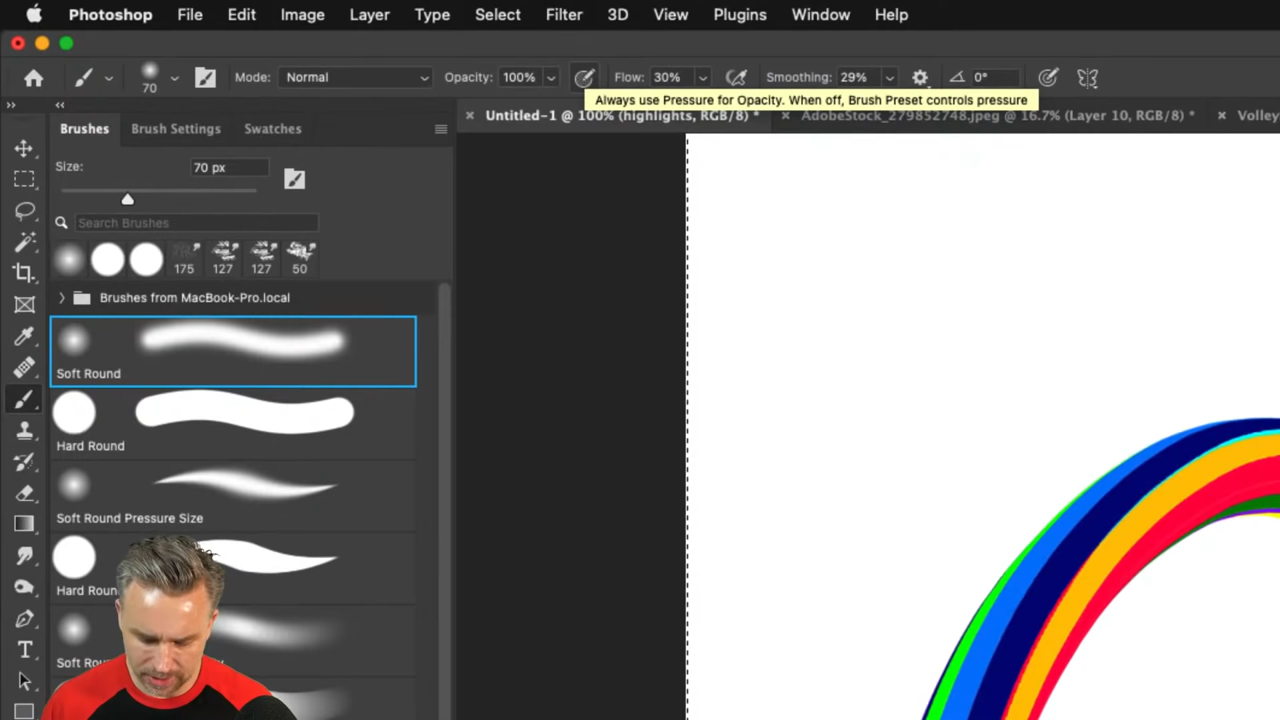 Photoshop File Edit Image Layer Type Select Filter 3D View Plugins Window Help
70 Mode: Normal Opacity: 100% Flow: 30% Smoothing: 29% 0°
Always use Pressure for Opacity. When off, Brush Preset controls pressure
Brushes Brush Settings Swatches
Untitled-1 @ 100% (highlights, RGB/8) * AdobeStock_279852748.jpeg @ 16.7% (Layer 10, RGB/8) * Volley
Size: 70 px
Search Brushes
175 127 127 50
Brushes from MacBook-Pro.local
Soft Round
Hard Round
Soft Round Pressure Size
Hard
Soft